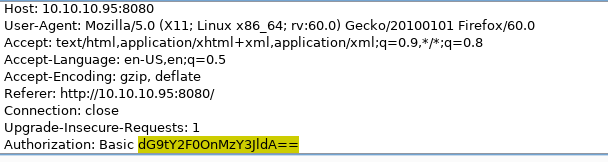 Host: 10.10.10.95:8080
User-Agent: Mozilla/5.0 (X11; Linux x86_64; rv:60.0) Gecko/20100101 Firefox/60.0
Accept: text/html,application/xhtml+xml,application/xml;q=0.9,*/*;q=0.8
Accept-Language: en-US,en;q=0.5
Accept-Encoding: gzip, deflate
Referer: http://10.10.10.95:8080/
Connection: close
Upgrade-Insecure-Requests: 1
Authorization: Basic dG9tY2F0OnMzY3JldA==